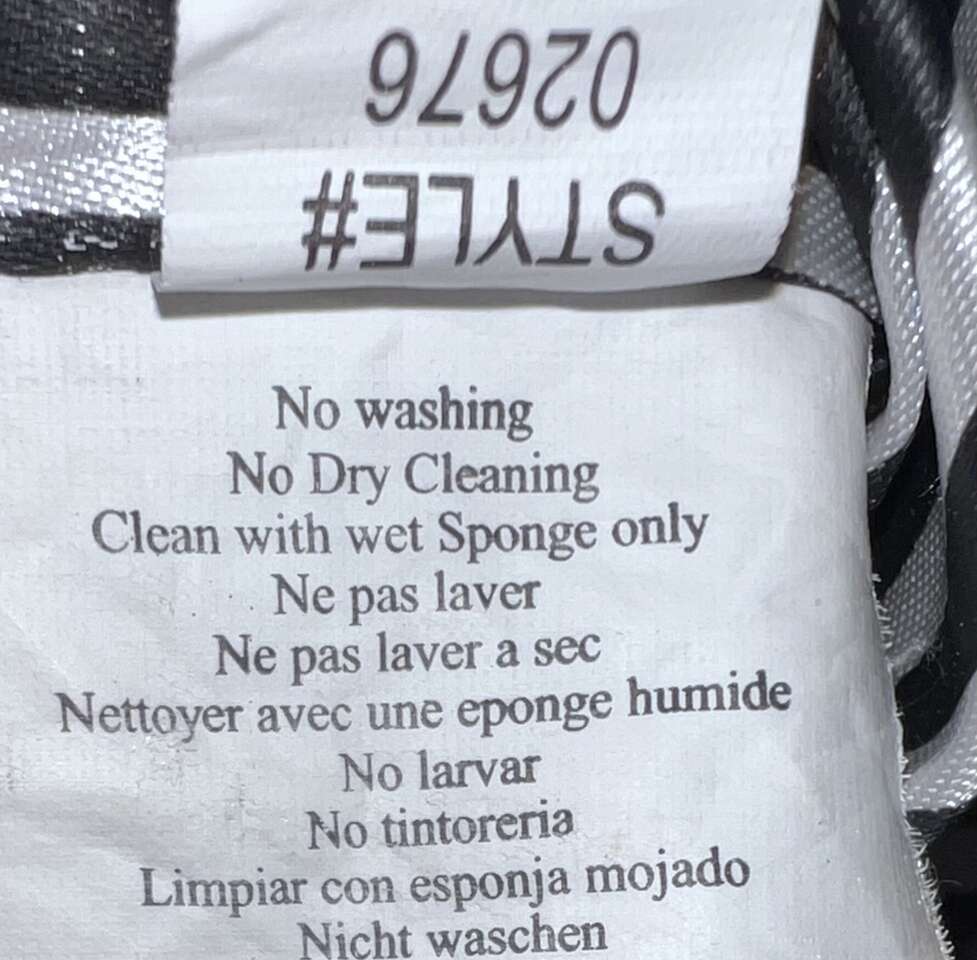 STYLE#
02676
No washing
No Dry Cleaning
Clean with wet Sponge only
Ne pas laver
Ne pas laver a sec
Nettoyer avec une eponge humide
No larvar
No tintoreria
Limpiar con esponja mojado
Nicht waschen